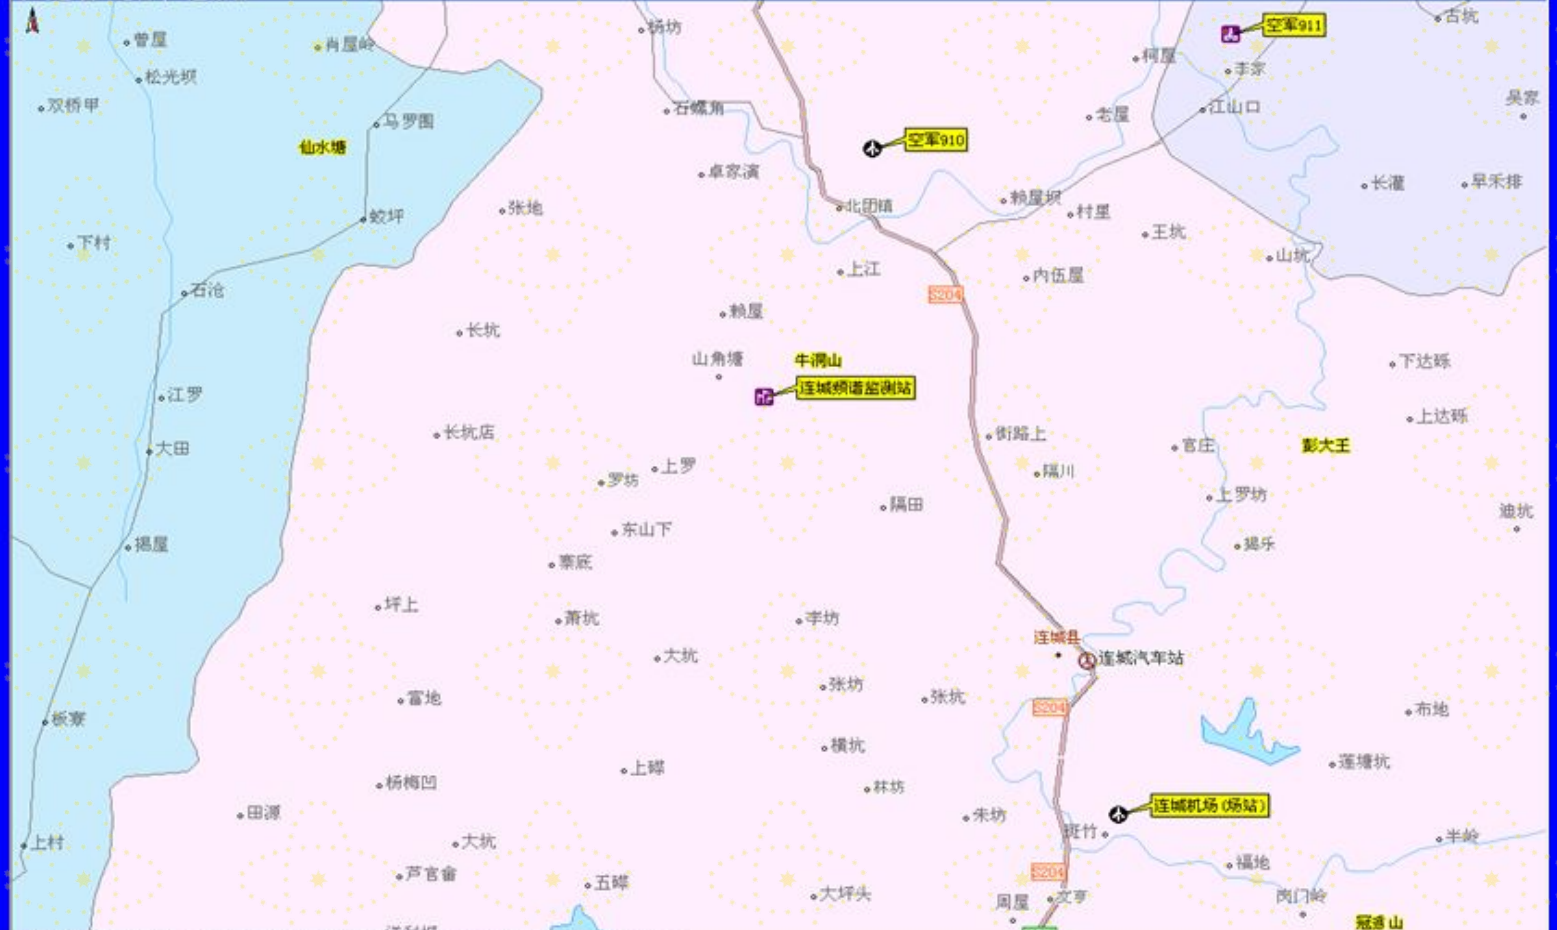 杨坊
古坑
曾屋
肖屋岭
空军911
柯屋
李家
松光坝
双桥甲
石螺角
江山口
吴家
马罗围
老屋
空军910
仙水塘
卓家演
长灌
旱禾排
张地
北团镇
赖屋坝
村里
蛟坪
王坑
下村
山坑
上江
内伍屋
石沧
S204
赖屋
长坑
山角塘
牛洞山
下达砾
连城频谱监测站
江罗
上达砾
长坑店
街路上
官庄
彭大王
大田
上罗
隔川
罗坊
上罗坊
隔田
迪坑
东山下
揭屋
揭乐
寨底
坪上
萧坑
李坊
连城县
大坑
连城汽车站
张坊
富地
张坑
S204
布地
板寮
横坑
莲塘坑
上磜
杨梅凹
林坊
连城机场(场站)
田源
朱坊
斑竹
上村
大坑
半岭
福地
S204
芦官畲
五磜
大坪头
文亨
岗门岭
周屋
冠豸山